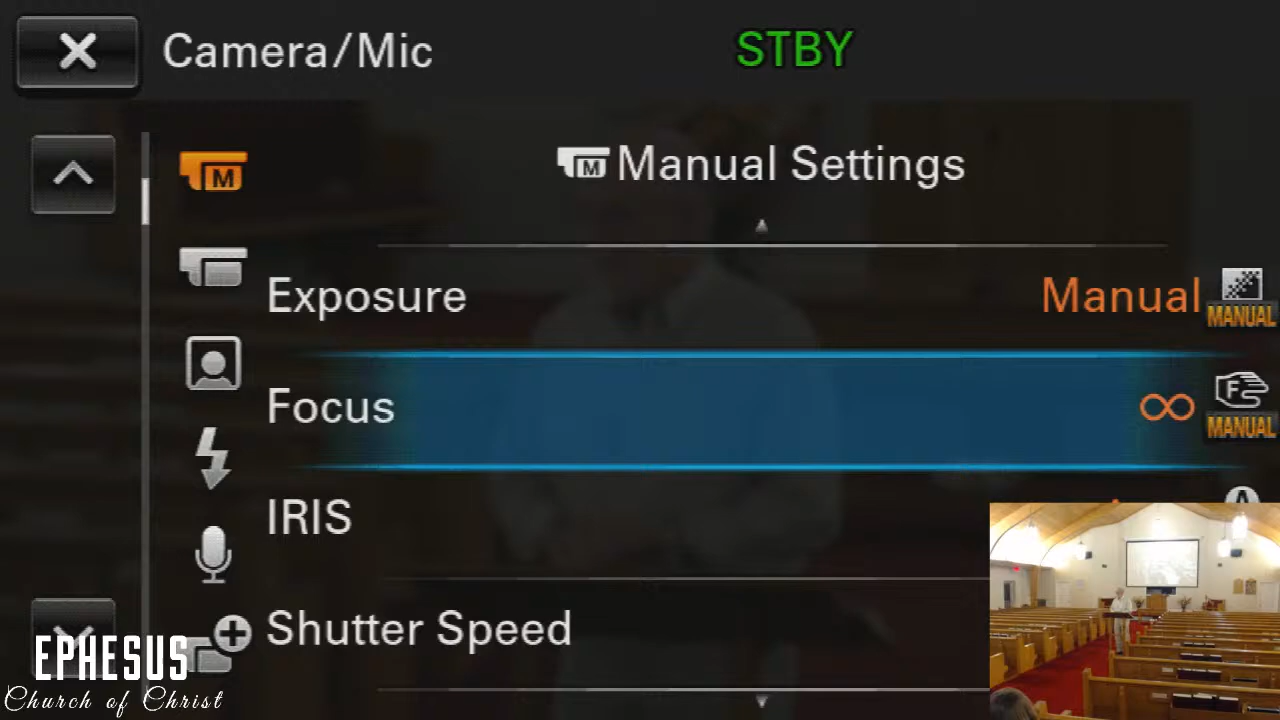 Camera/Mic
STBY
M Manual Settings
Exposure
Manual
MANUAL
Focus
∞
F
MANUAL
IRIS
A
Shutter Speed
M
EPHESUS
Church of Christ